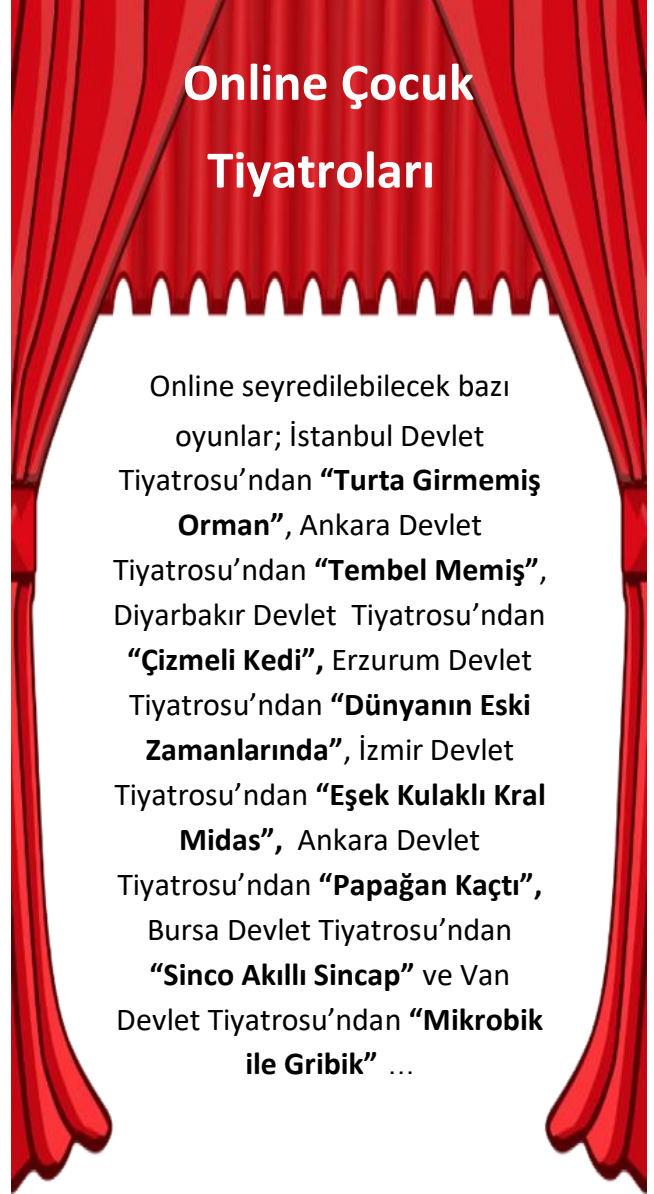 Online Çocuk
Tiyatroları
Online seyredilebilecek bazı
oyunlar; İstanbul Devlet
Tiyatrosu’ndan “Turta Girmemiş
Orman”, Ankara Devlet
Tiyatrosu’ndan “Tembel Memiş”,
Diyarbakır Devlet Tiyatrosu’ndan
“Çizmeli Kedi”, Erzurum Devlet
Tiyatrosu’ndan “Dünyanın Eski
Zamanlarında”, İzmir Devlet
Tiyatrosu’ndan “Eşek Kulaklı Kral
Midas”, Ankara Devlet
Tiyatrosu’ndan “Papağan Kaçtı”,
Bursa Devlet Tiyatrosu’ndan
“Sinco Akıllı Sincap” ve Van
Devlet Tiyatrosu’ndan “Mikrobik
ile Gribik” …